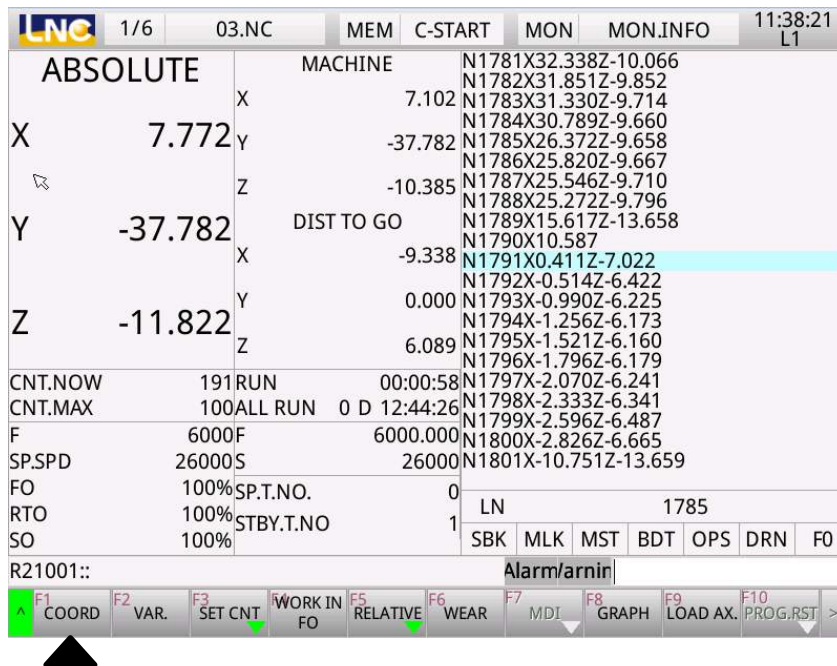 LNC 1/6 03.NC MEM C-START MON MON.INFO 11:38:21
L1
ABSOLUTE
X 7.772
Y -37.782
Z -11.822
MACHINE
X 7.102
Y -37.782
Z -10.385
DIST TO GO
X -9.338
Y 0.000
Z 6.089
CNT.NOW 191
CNT.MAX 100
RUN 00:00:58
ALL RUN 0 D 12:44:26
F 6000
SP.SPD 26000
FO 100%
RTO 100%
SO 100%
F 6000.000
S 26000
SP.T.NO. 0
STBY.T.NO 1
N1781X32.338Z-10.066
N1782X31.851Z-9.852
N1783X31.330Z-9.714
N1784X30.789Z-9.660
N1785X26.372Z-9.658
N1786X25.820Z-9.667
N1787X25.546Z-9.710
N1788X25.272Z-9.796
N1789X15.617Z-13.658
N1790X10.587
N1791X0.411Z-7.022
N1792X-0.514Z-6.422
N1793X-0.990Z-6.225
N1794X-1.256Z-6.173
N1795X-1.521Z-6.160
N1796X-1.796Z-6.179
N1797X-2.070Z-6.241
N1798X-2.333Z-6.341
N1799X-2.596Z-6.487
N1800X-2.826Z-6.665
N1801X-10.751Z-13.659
LN 1785
SBK MLK MST BDT OPS DRN F0
R21001::
Alarm/arnin
^ F1 COORD F2 VAR. F3 SET CNT F4 WORK IN FO F5 RELATIVE F6 WEAR F7 MDI F8 GRAPH F9 LOAD AX. F10 PROG.RST >